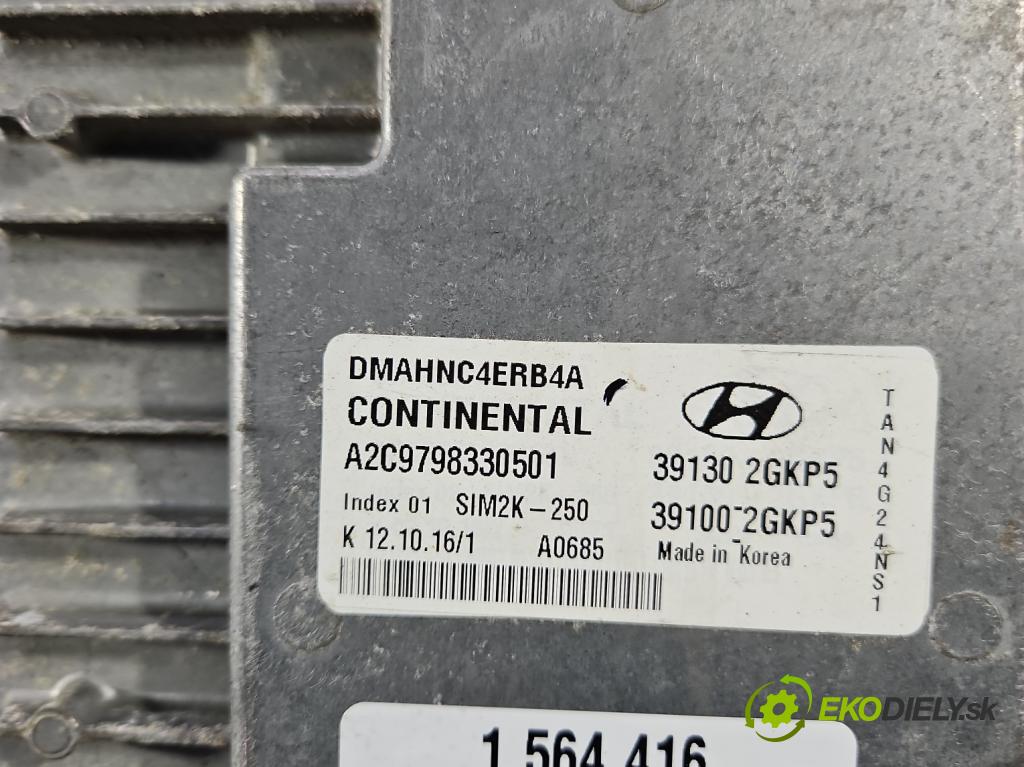 DMAHNC4ERB4A
CONTINENTAL
A2C9798330501
Index 01 SIM2K-250
K 12.10.16/1 A0685
39130 2GKP5
39100-2GKP5
Made in Korea
TAN4G24NS1
1 564 416
EKODIELY.sk